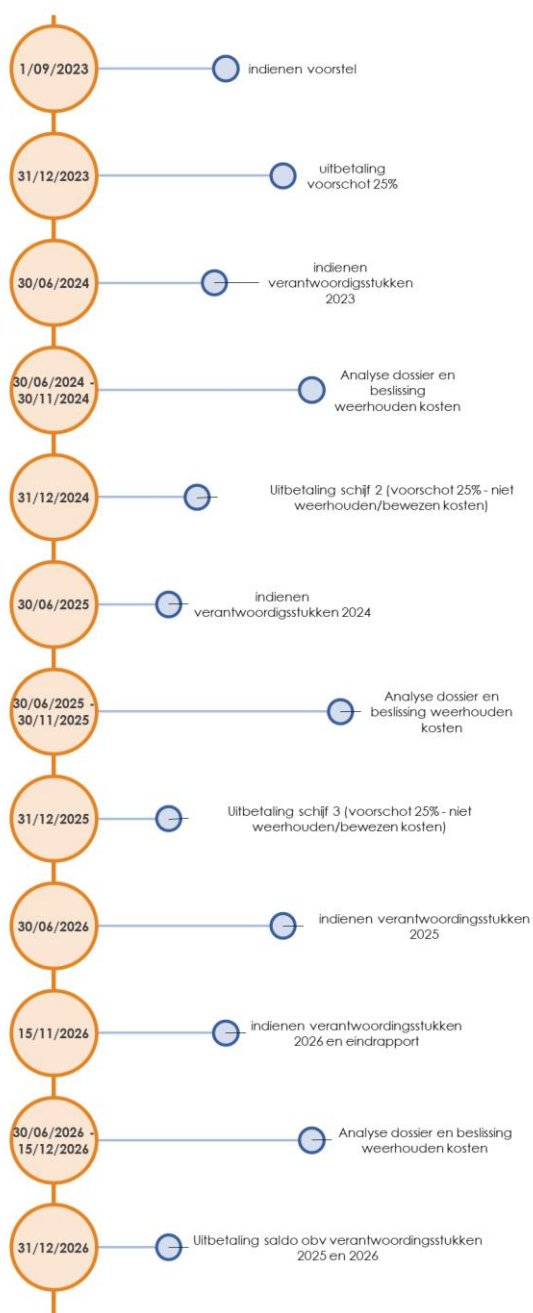 1/09/2023
indienen voorstel
31/12/2023
uitbetaling
voorschot 25%
30/06/2024
indienen
verantwoordigsstukken
2023
30/06/2024 -
30/11/2024
Analyse dossier en
beslissing
weerhouden kosten
31/12/2024
Uitbetaling schijf 2 (voorschot 25% - niet
weerhouden/bewezen kosten)
30/06/2025
indienen
verantwoordigsstukken 2024
30/06/2025 -
30/11/2025
Analyse dossier en
beslissing weerhouden
kosten
31/12/2025
Uitbetaling schijf 3 (voorschot 25% - niet
weerhouden/bewezen kosten)
30/06/2026
indienen verantwoordingsstukken
2025
15/11/2026
indienen verantwoordingsstukken
2026 en eindrapport
30/06/2026 -
15/12/2026
Analyse dossier en beslissing
weerhouden kosten
31/12/2026
Uitbetaling saldo obv verantwoordingsstukken
2025 en 2026